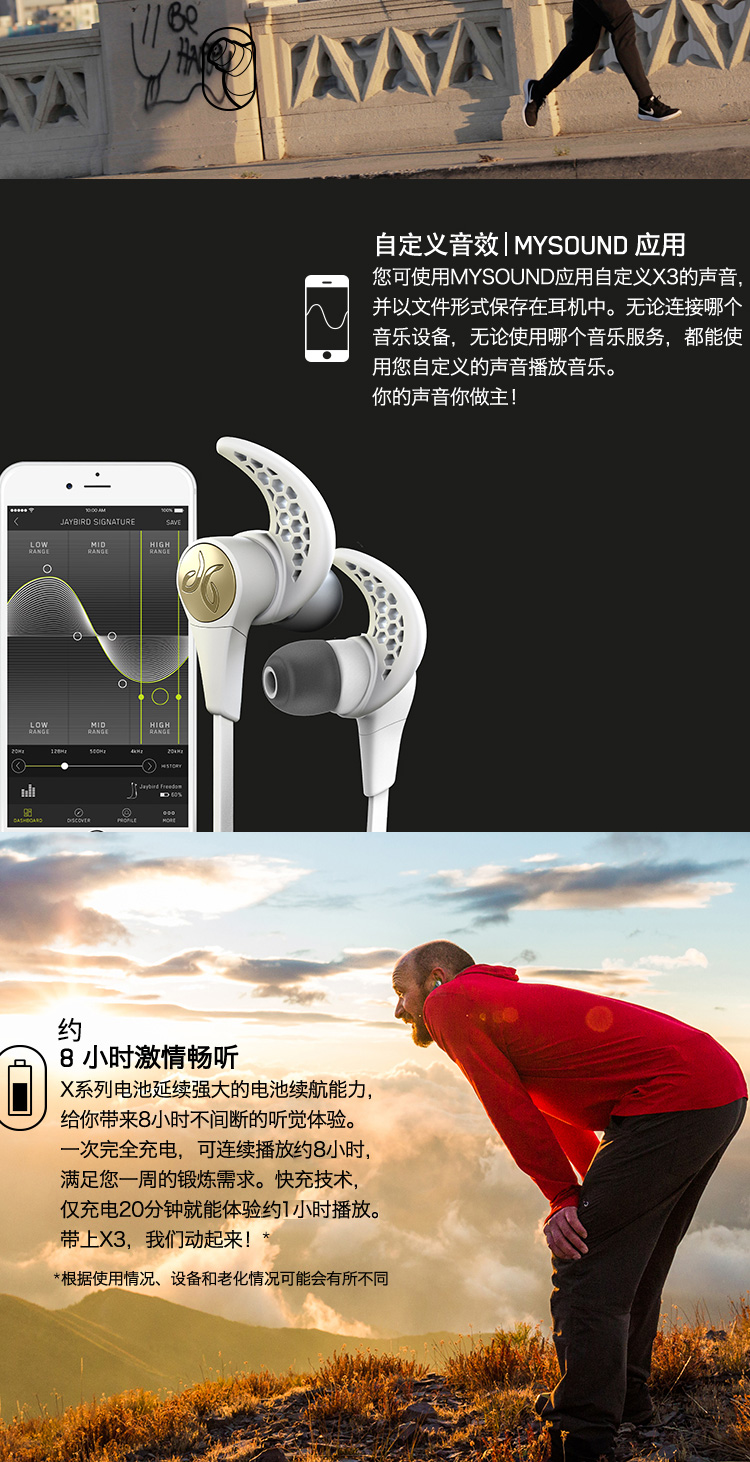 BE
HAPPY
自定义音效|MYSOUND 应用
您可使用MYSOUND应用自定义X3的声音,
并以文件形式保存在耳机中。无论连接哪个
音乐设备，无论使用哪个音乐服务，都能使
用您自定义的声音播放音乐。
你的声音你做主！
10:00 AM 100%
JAYBIRD SIGNATURE SAVE
LOW RANGE MID RANGE HIGH RANGE
LOW RANGE MID RANGE HIGH RANGE
20Hz 128Hz 500Hz 4kHz 20kHz
HISTORY
Jaybird Freedom
60%
DASHBOARD DISCOVER PROFILE MORE
约
8 小时激情畅听
X系列电池延续强大的电池续航能力，
给你带来8小时不间断的听觉体验。
一次完全充电，可连续播放约8小时，
满足您一周的锻炼需求。快充技术，
仅充电20分钟就能体验约1小时播放。
带上X3，我们动起来！*
*根据使用情况、设备和老化情况可能会有所不同